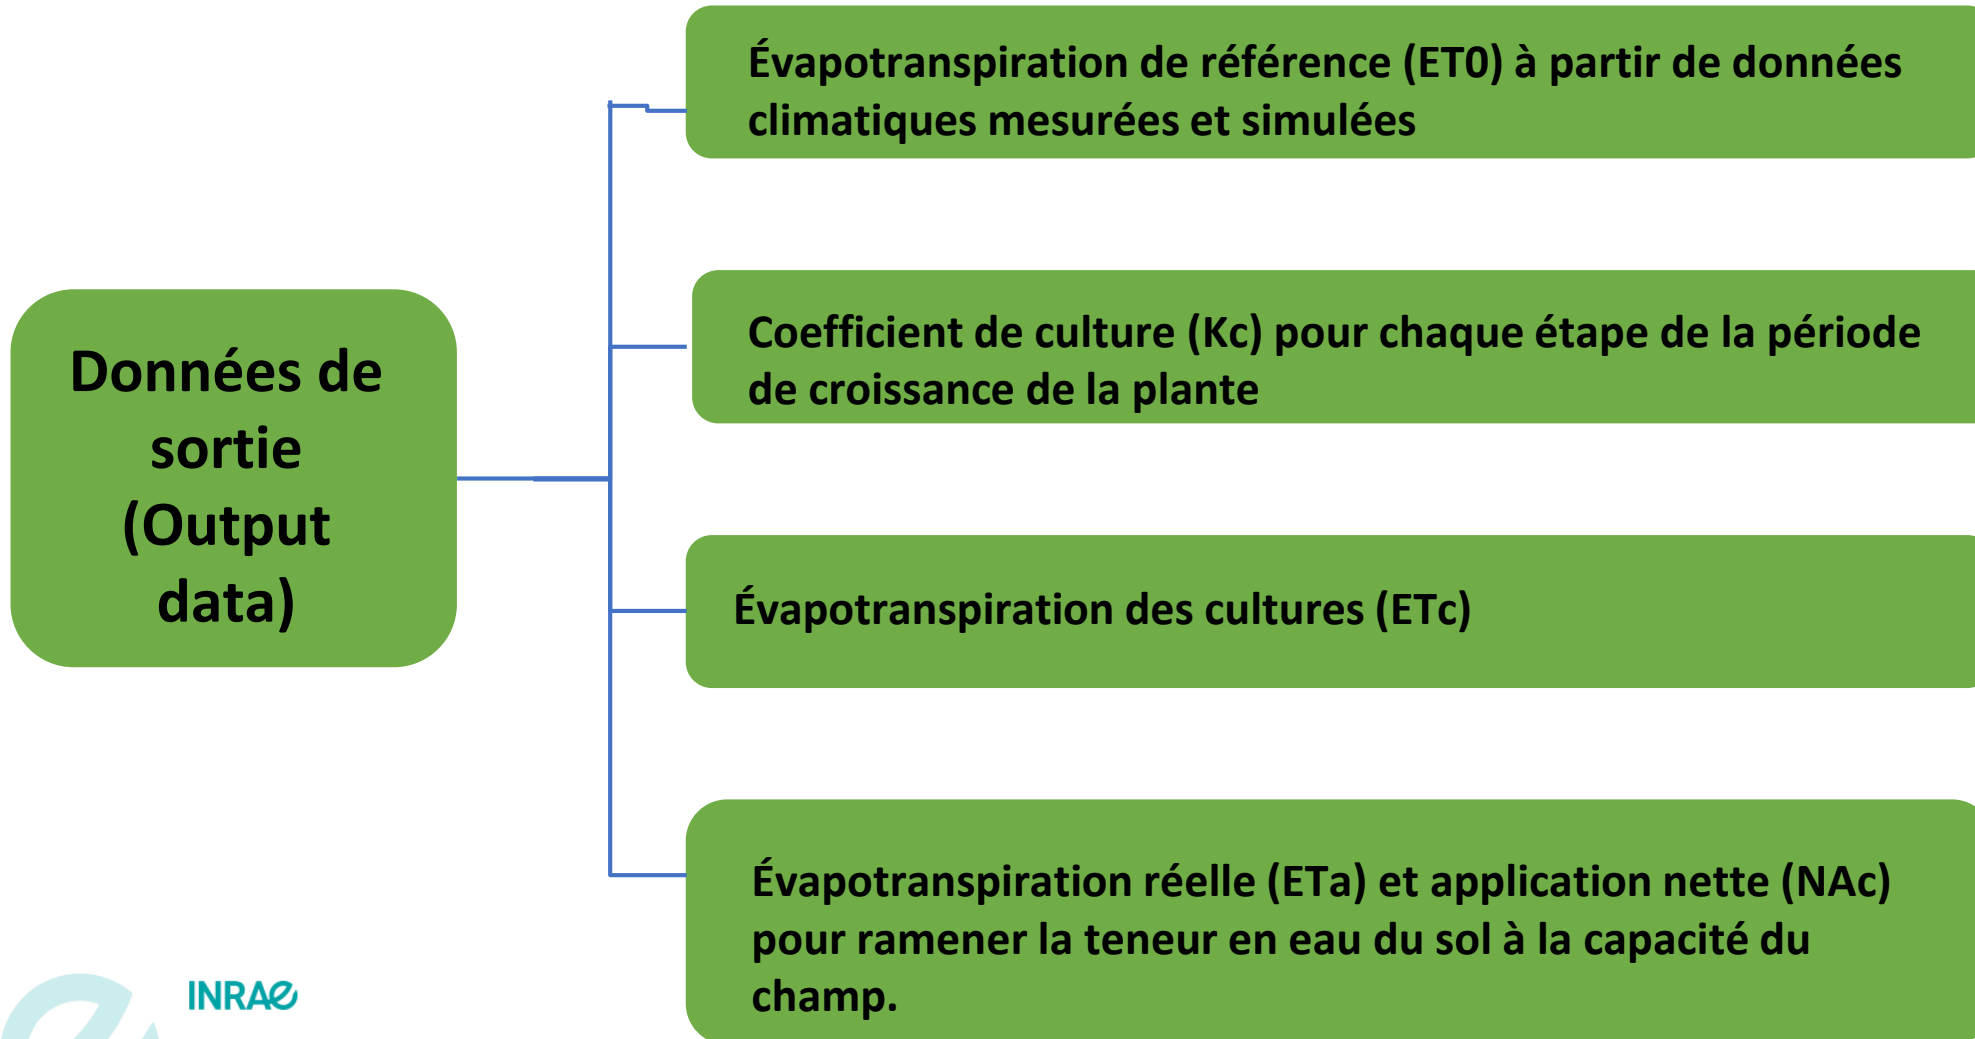 Données de
sortie
(Output
data)
Évapotranspiration de référence (ET0) à partir de données
climatiques mesurées et simulées
Coefficient de culture (Kc) pour chaque étape de la période
de croissance de la plante
Évapotranspiration des cultures (ETc)
Évapotranspiration réelle (ETa) et application nette (NAc)
pour ramener la teneur en eau du sol à la capacité du
champ.
INRAE